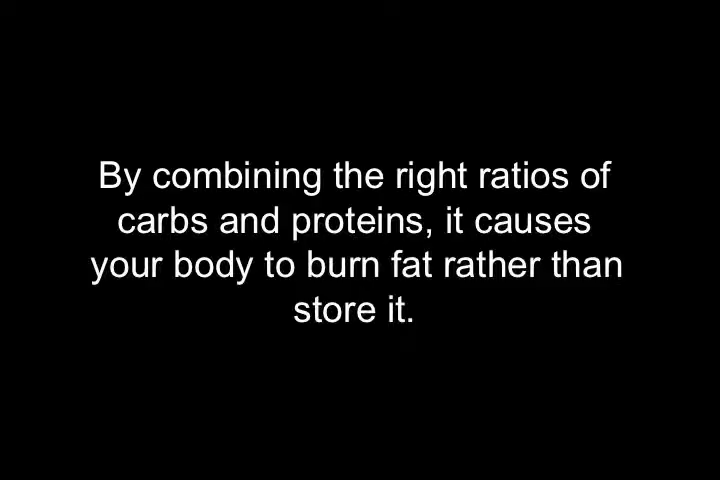 By combining the right ratios of
carbs and proteins, it causes
your body to burn fat rather than
store it.